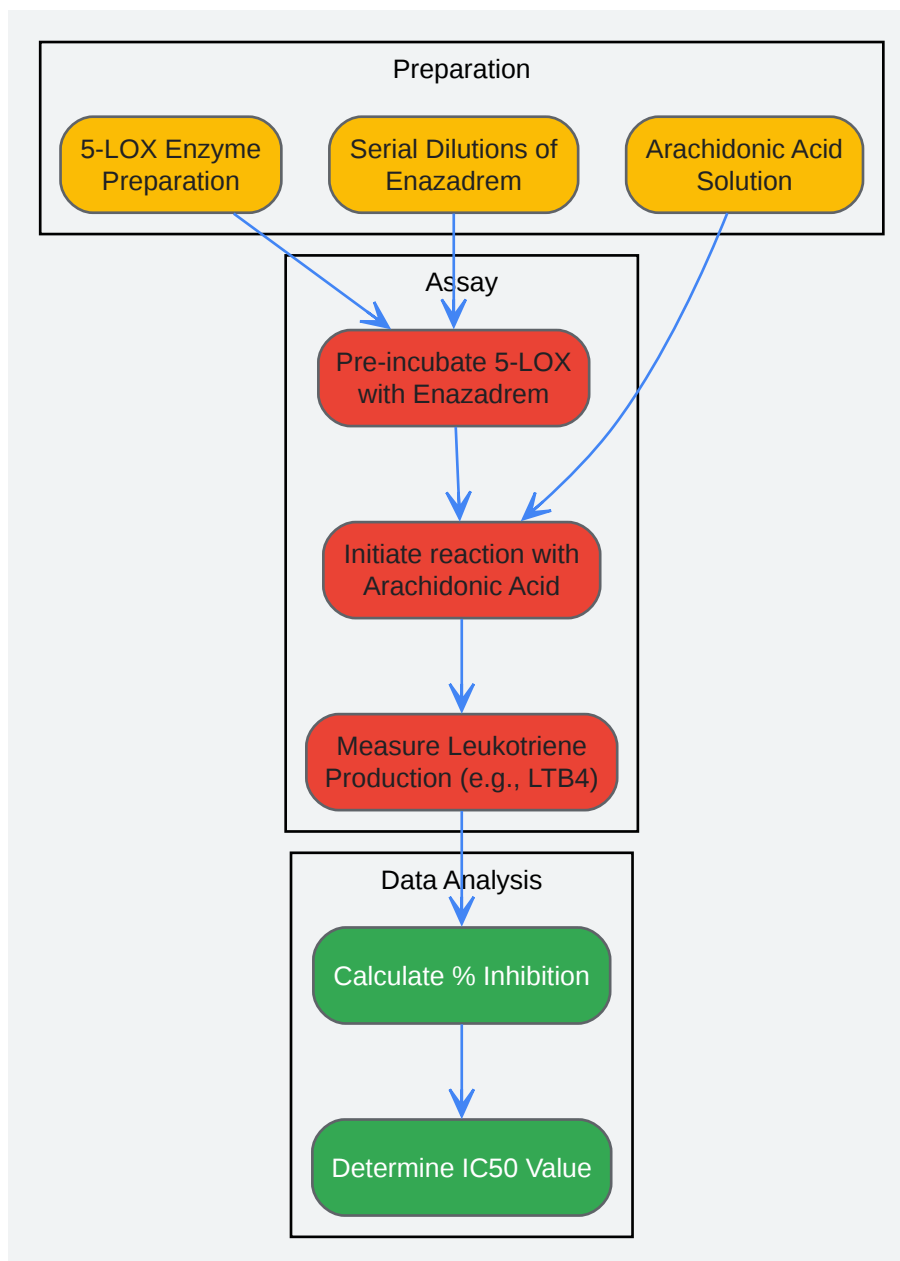 Preparation
5-LOX Enzyme
Preparation
Serial Dilutions of
Enazadrem
Arachidonic Acid
Solution
Assay
Pre-incubate 5-LOX
with Enazadrem
Initiate reaction with
Arachidonic Acid
Measure Leukotriene
Production (e.g., LTB4)
Data Analysis
Calculate % Inhibition
Determine IC50 Value